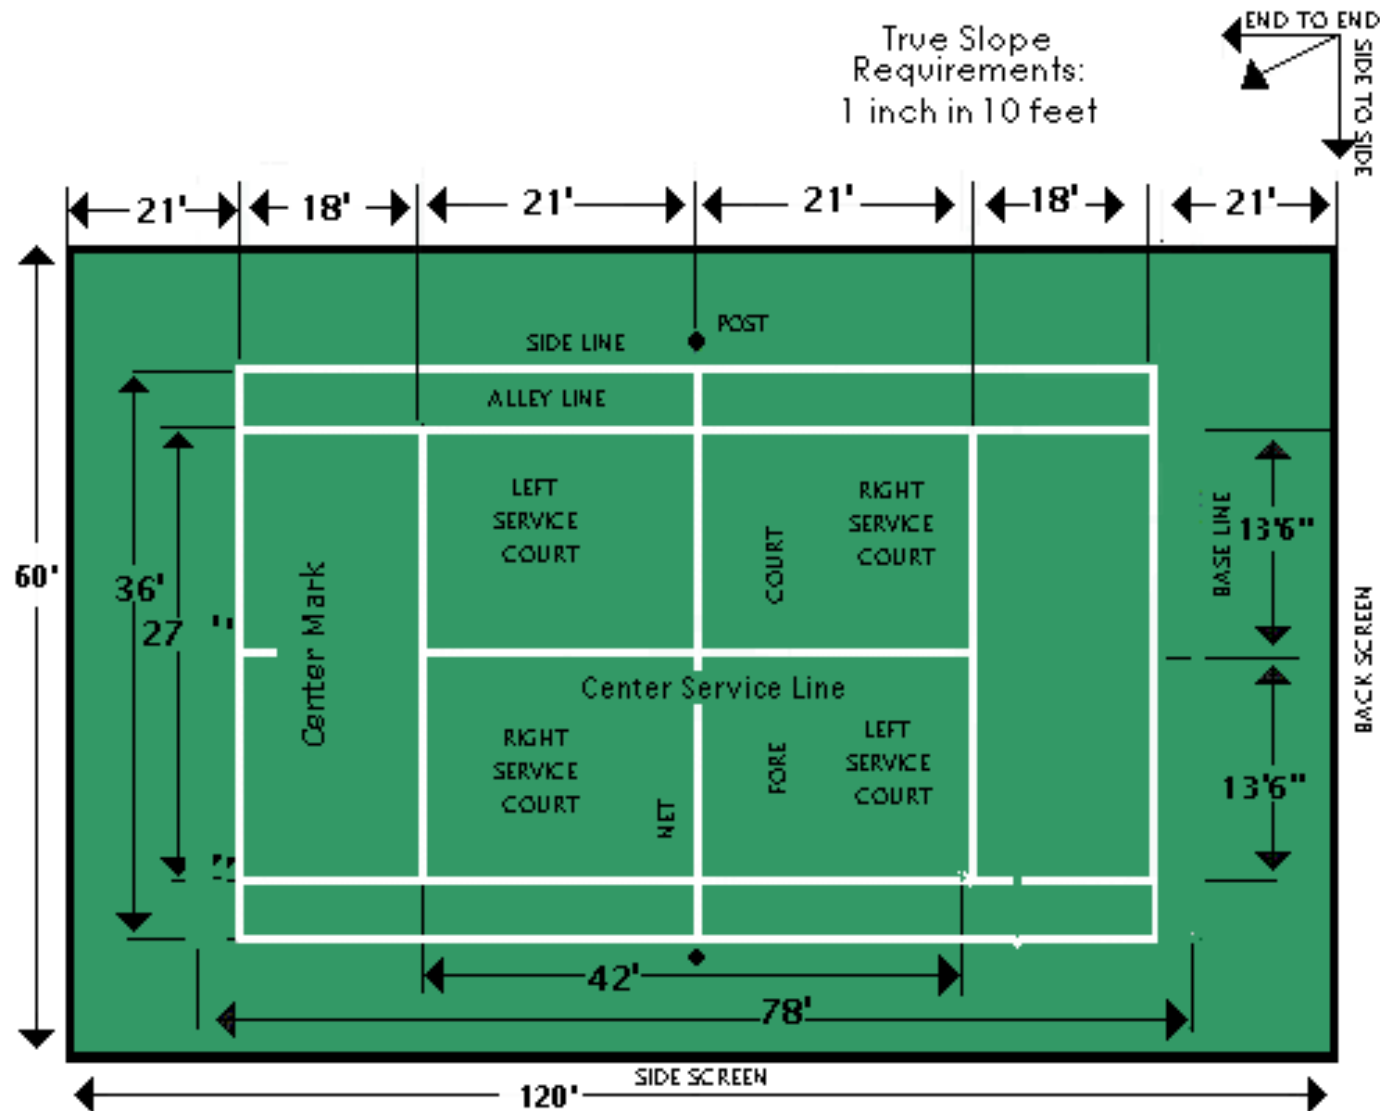 True Slope
Requirements:
1 inch in 10 feet
END TO END
SIDE TO SIDE
21'
18'
21'
21'
18'
21'
POST
SIDE LINE
ALLEY LINE
LEFT
SERVICE
COURT
RIGHT
SERVICE
COURT
COURT
BASE LINE
13'6"
60'
36'
27
Center Mark
BACK SCREEN
Center Service Line
RIGHT
SERVICE
COURT
NET
FORE
LEFT
SERVICE
COURT
13'6"
42'
78'
SIDE SCREEN
120'